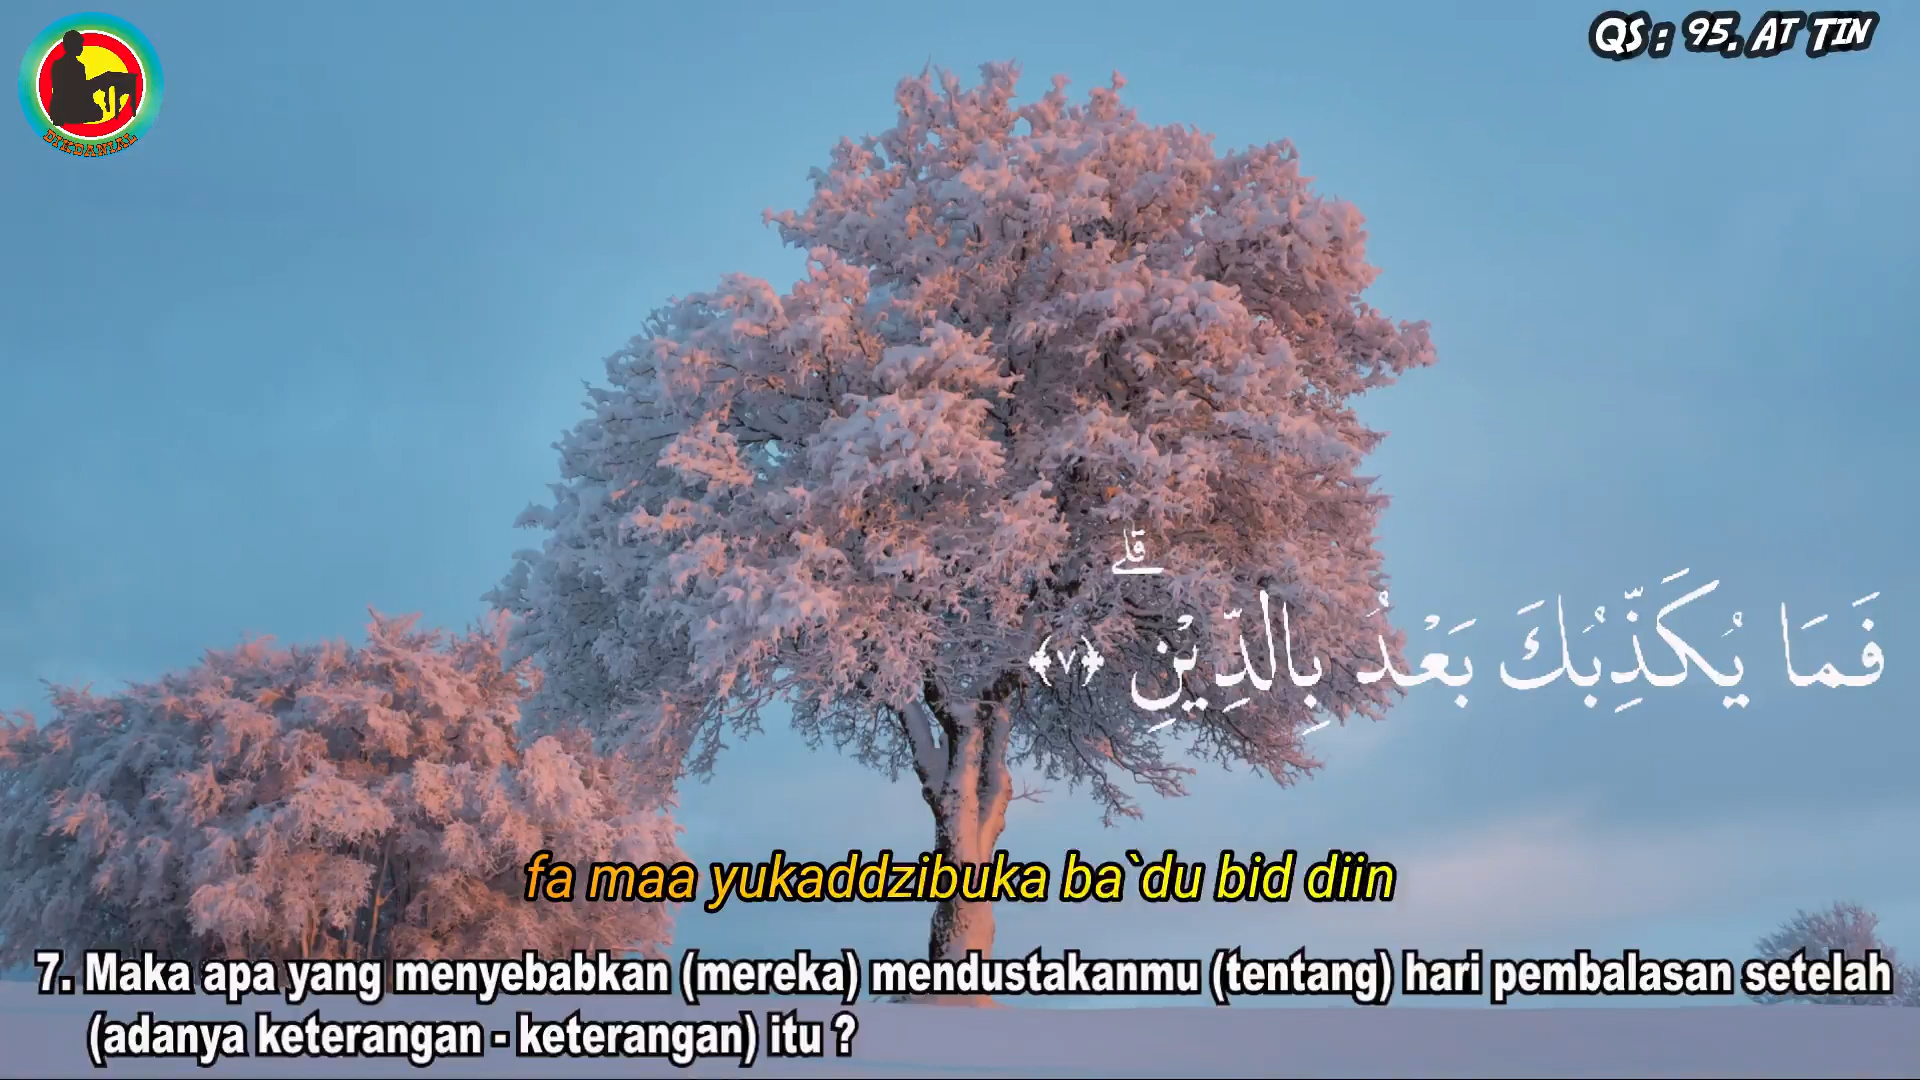 QS : 95. AT TIN
DIKDANIAL
فَمَا يُكَذِّبُكَ بَعْدُ بِالدِّيْنِۗ ﴿٧﴾
fa maa yukaddzibuka ba`du bid diin
7. Maka apa yang menyebabkan (mereka) mendustakanmu (tentang) hari pembalasan setelah
(adanya keterangan - keterangan) itu ?